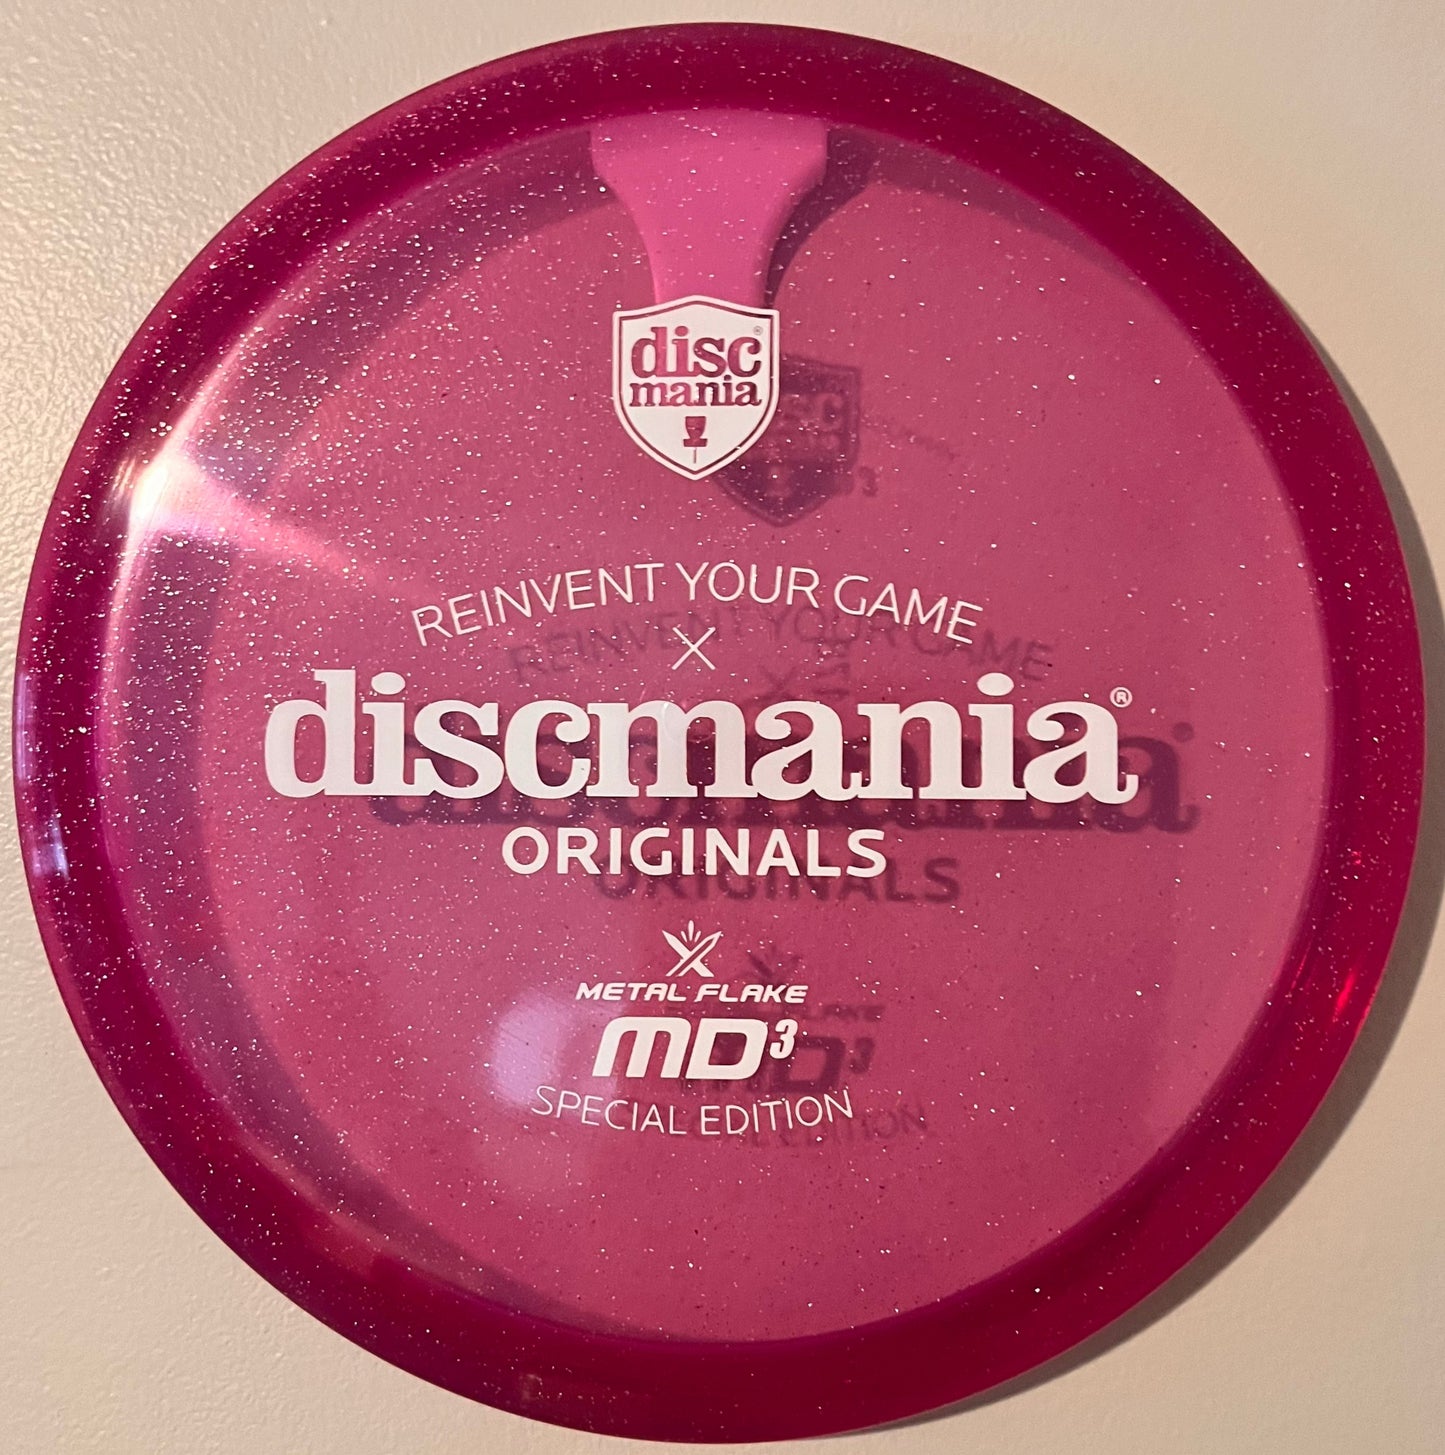 disc®
mania
REINVENT YOUR GAME
X
discmania®
ORIGINALS
METAL FLAKE
MD³
SPECIAL EDITION